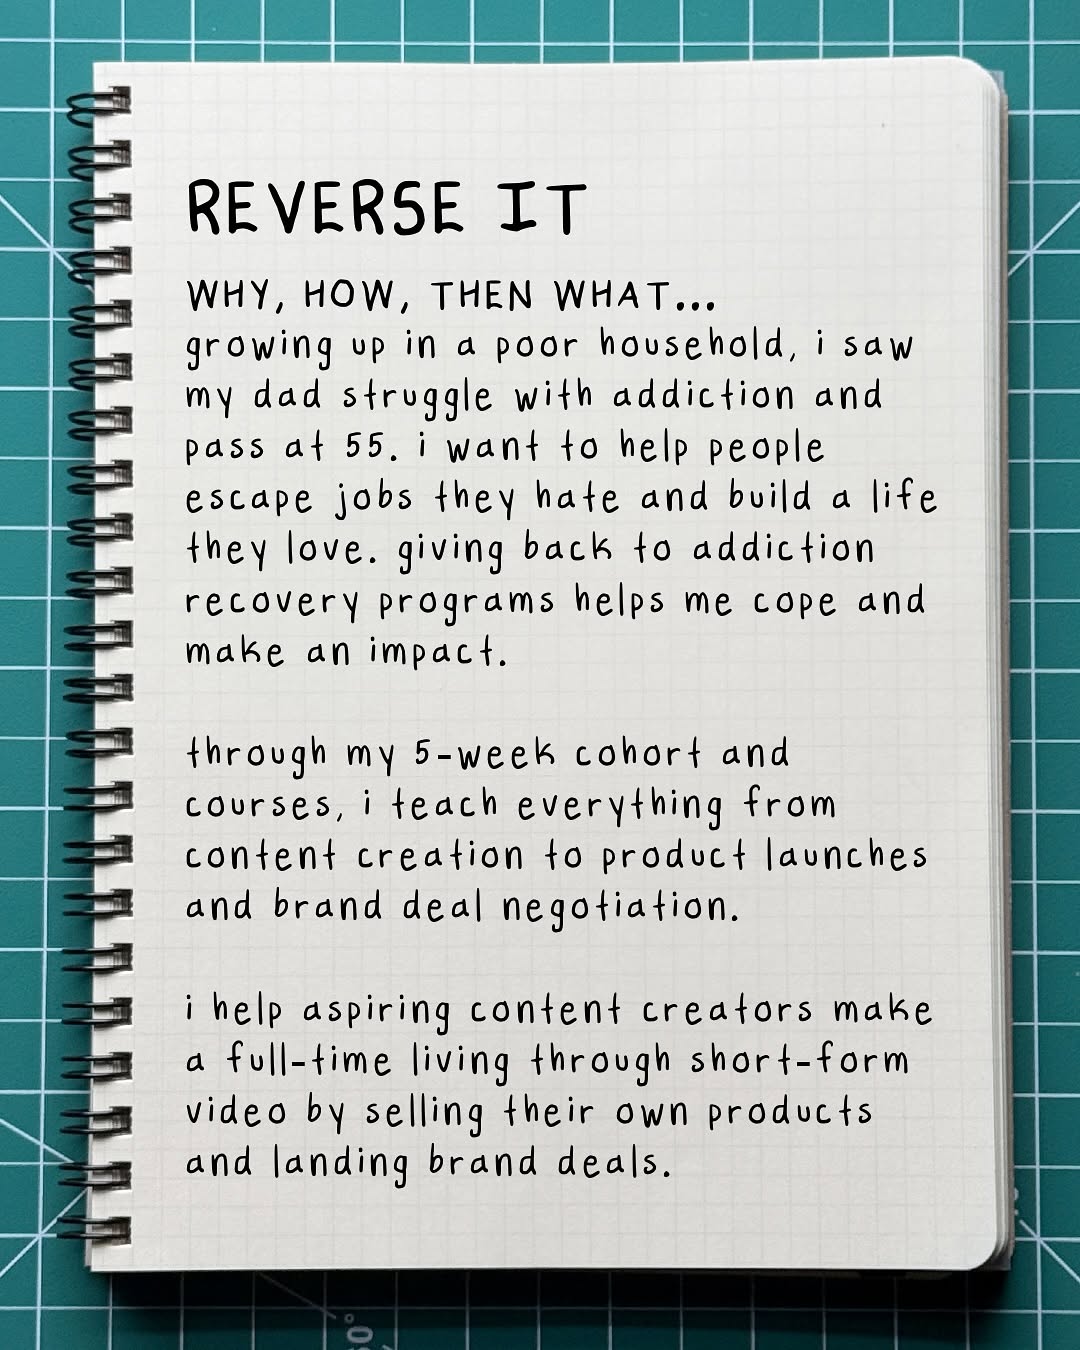 REVERSE IT
WHY, HOW, THEN WHAT...
growing up in a poor household, i saw
my dad struggle with addiction and
pass at 55. i want to help people
escape jobs they hate and build a life
they love. giving back to addiction
recovery programs helps me cope and
make an impact.
through my 5-week cohort and
courses, i teach everything from
content creation to product launches
and brand deal negotiation.
i help aspiring content creators make
a full-time living through short-form
video by selling their own products
and landing brand deals.